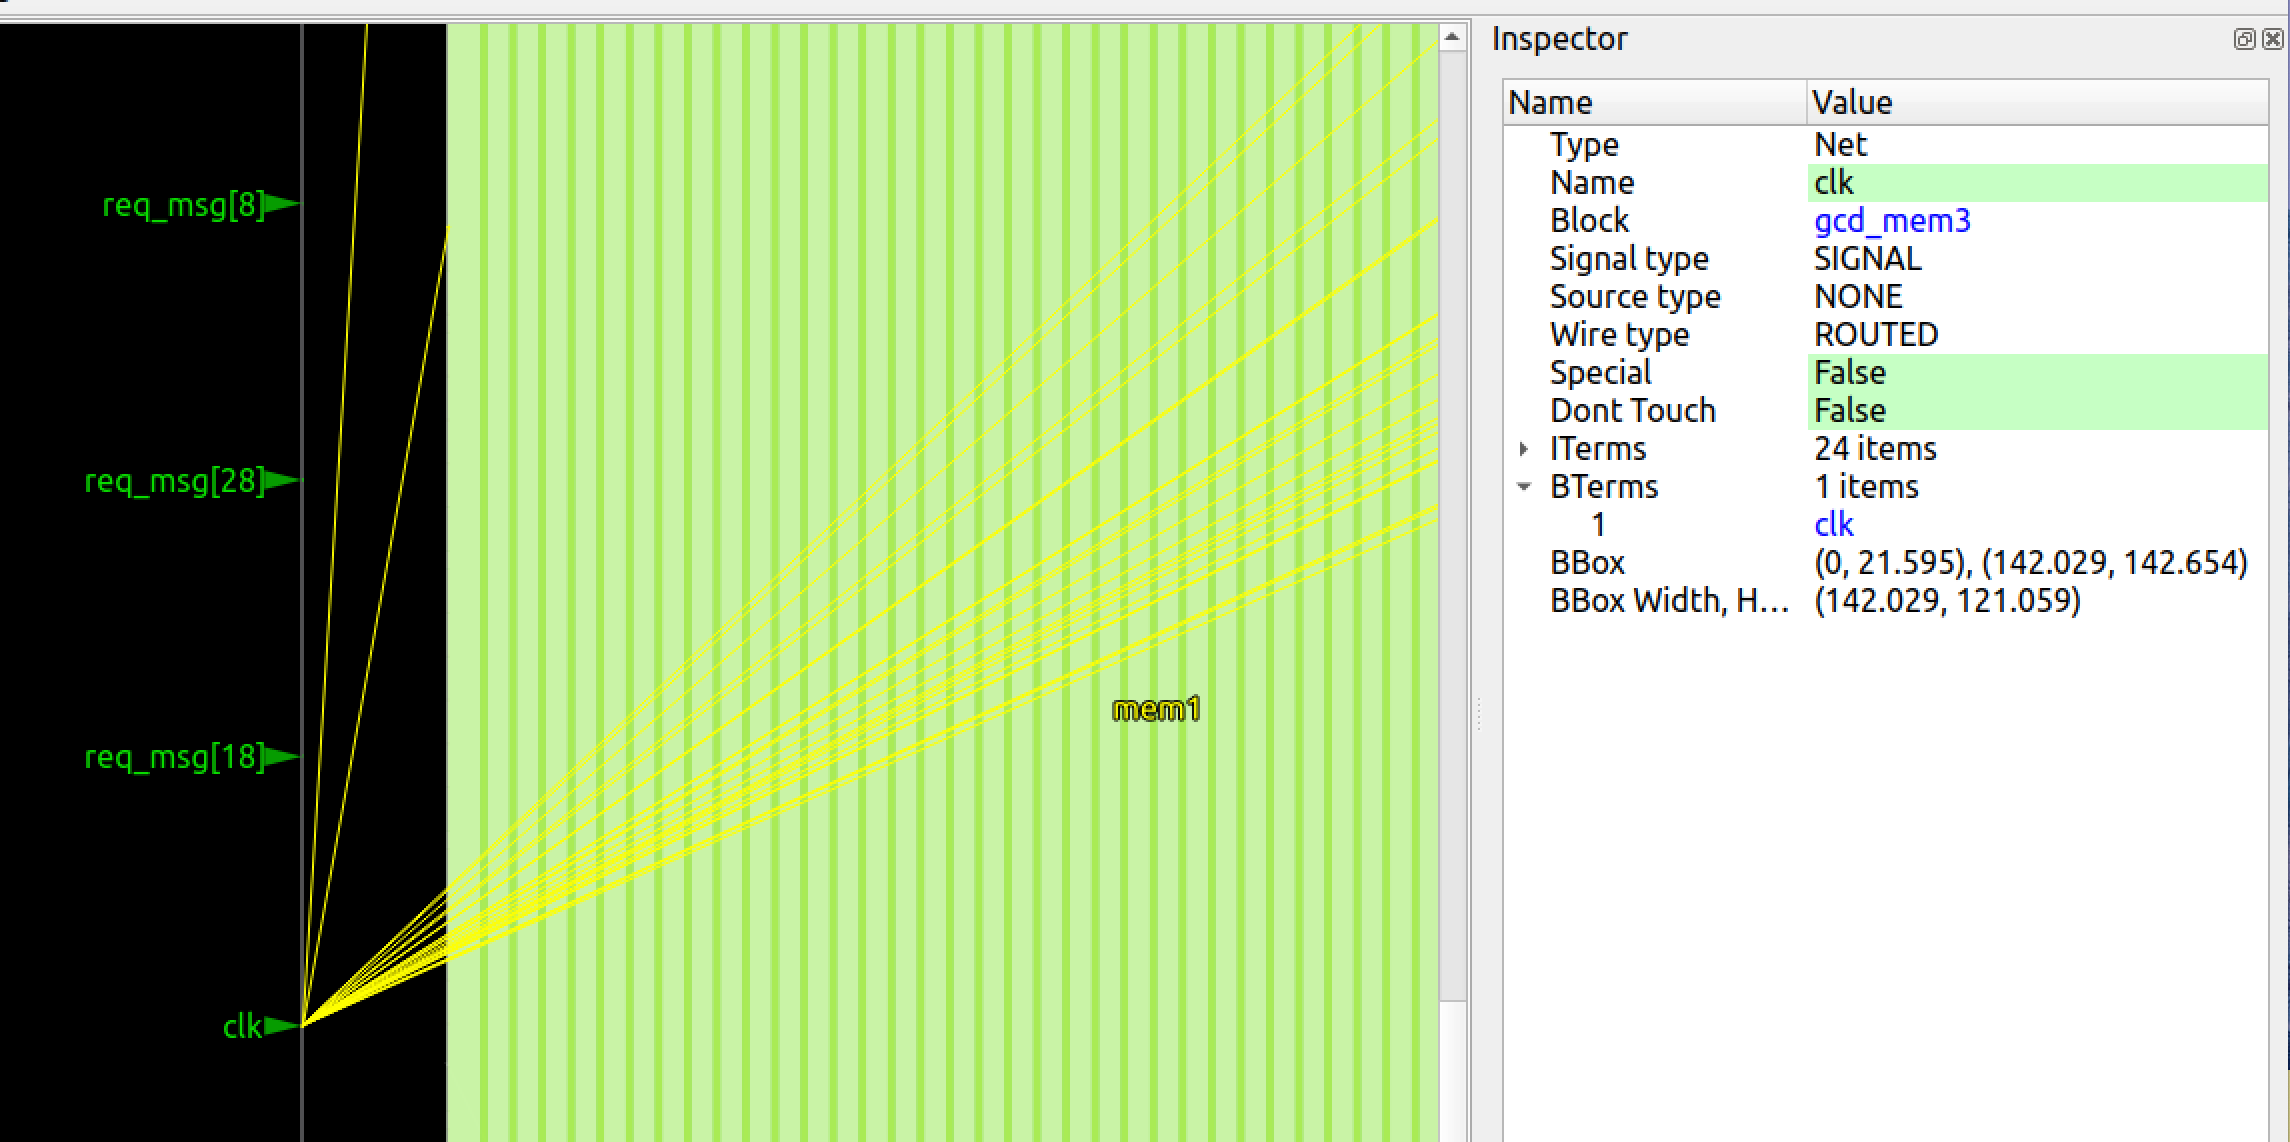 req_msg[8]
req_msg[28]
req_msg[18]
clk
mem1
Inspector
Name Value
Type Net
Name clk
Block gcd_mem3
Signal type SIGNAL
Source type NONE
Wire type ROUTED
Special False
Dont Touch False
ITerms 24 items
BTerms 1 items
1 clk
BBox (0, 21.595), (142.029, 142.654)
BBox Width, H... (142.029, 121.059)